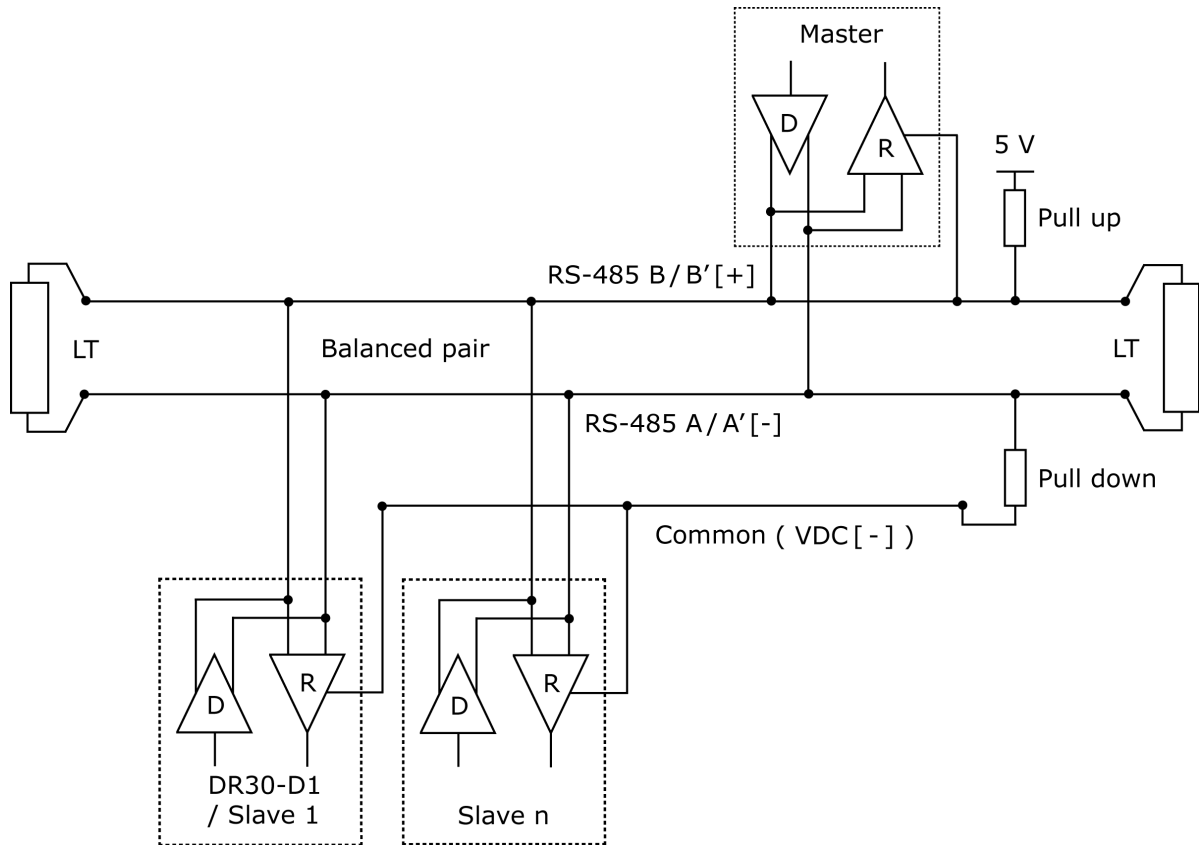 Master
D
R
5 V
Pull up
RS-485 B/B′[+]
LT
Balanced pair
LT
RS-485 A/A′[-]
Pull down
Common ( VDC[-] )
D
R
D
R
DR30-D1
/ Slave 1
Slave n